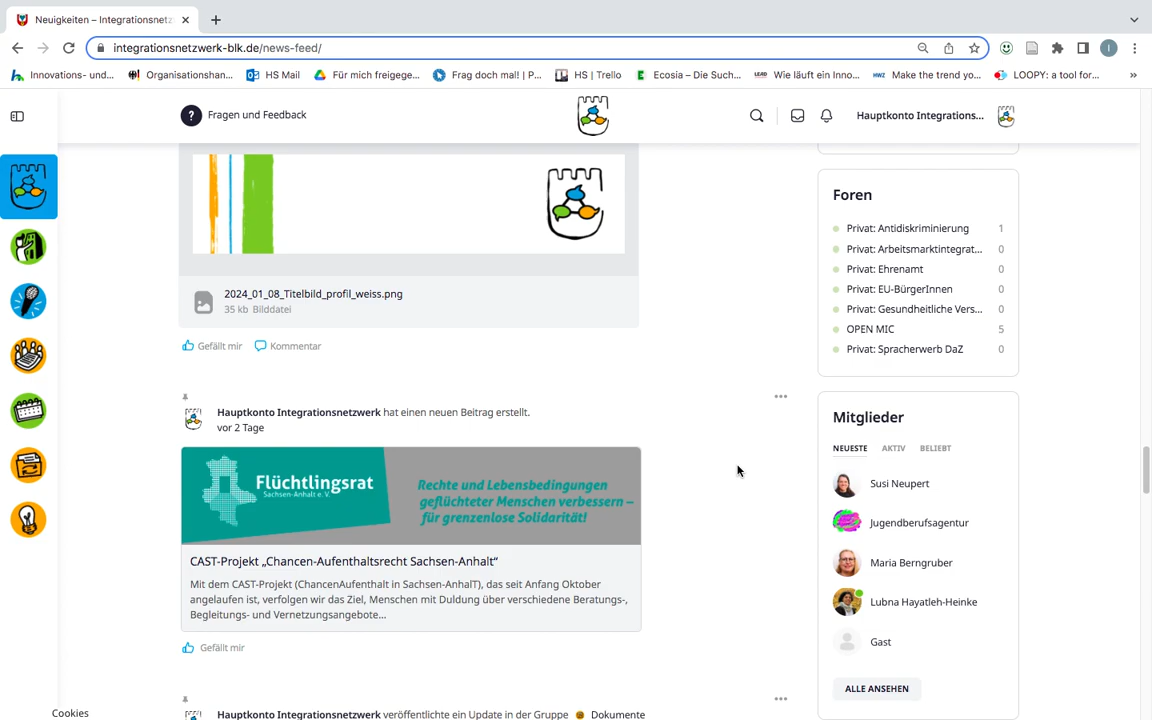 Neuigkeiten – Integrationsnetz
integrationsnetzwerk-blk.de/news-feed/
Innovations- und...
Organisationshan...
HS Mail
Für mich freigege...
Frag doch mal! | P...
HS | Trello
Ecosia – Die Such...
LEAD
Wie läuft ein Inno...
HWZ
Make the trend yo...
LOOPY: a tool for...
»
Fragen und Feedback
Hauptkonto Integrations...
2024_01_08_Titelbild_profil_weiss.png
35 kb Bilddatei
Gefällt mir
Kommentar
Hauptkonto Integrationsnetzwerk hat einen neuen Beitrag erstellt.
vor 2 Tage
Flüchtlingsrat
Sachsen-Anhalt e.V.
Rechte und Lebensbedingungen
geflüchteter Menschen verbessern –
für grenzenlose Solidarität!
CAST-Projekt „Chancen-Aufenthaltsrecht Sachsen-Anhalt“
Mit dem CAST-Projekt (ChancenAufenthalt in Sachsen-AnhalT), das seit Anfang Oktober
angelaufen ist, verfolgen wir das Ziel, Menschen mit Duldung über verschiedene Beratungs-,
Begleitungs- und Vernetzungsangebote...
Gefällt mir
Hauptkonto Integrationsnetzwerk veröffentlichte ein Update in der Gruppe Dokumente
Cookies
Foren
Privat: Antidiskriminierung 1
Privat: Arbeitsmarktintegrat... 0
Privat: Ehrenamt 0
Privat: EU-BürgerInnen 0
Privat: Gesundheitliche Vers... 0
OPEN MIC 5
Privat: Spracherwerb DaZ 0
Mitglieder
NEUESTE AKTIV BELIEBT
Susi Neupert
Jugendberufsagentur
Maria Berngruber
Lubna Hayatleh-Heinke
Gast
ALLE ANSEHEN